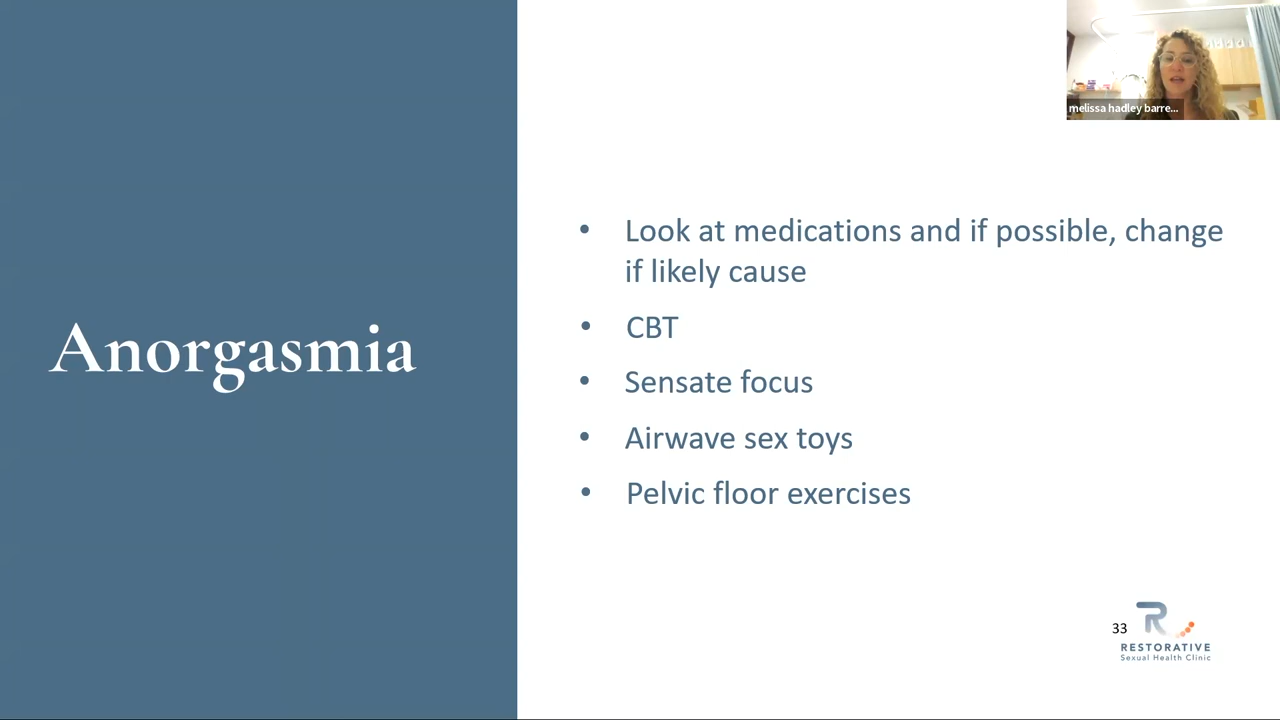 melissa hadley barre...
Anorgasmia
• Look at medications and if possible, change
if likely cause
• CBT
• Sensate focus
• Airwave sex toys
• Pelvic floor exercises
33
R
RESTORATIVE
Sexual Health Clinic